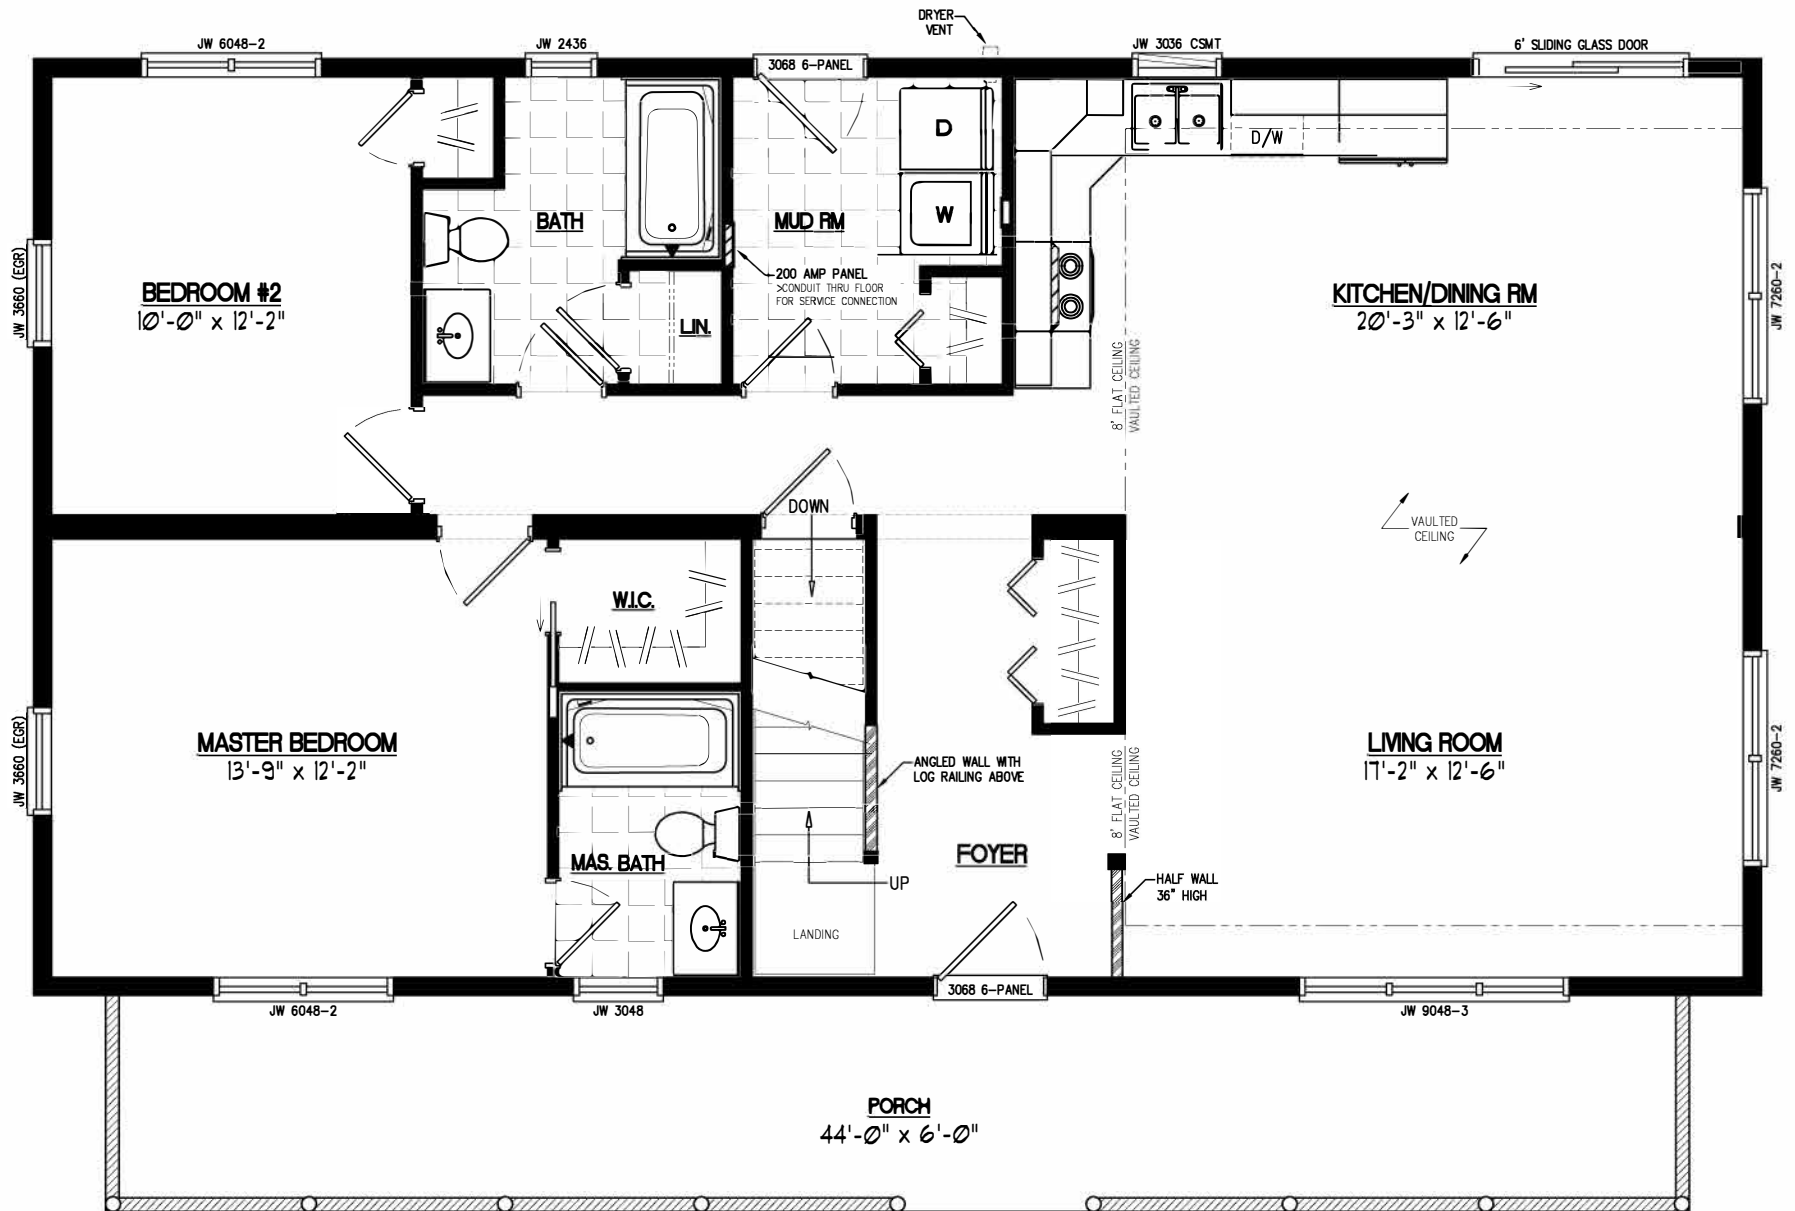 DRYER
VENT
JW 6048-2
JW 2436
3068 6-PANEL
JW 3036 CSMT
6' SLIDING GLASS DOOR
D
D/W
W
BATH
MUD RM
200 AMP PANEL
>CONDUIT THRU FLOOR
FOR SERVICE CONNECTION
LIN.
JW 3660 (EGR)
BEDROOM #2
10'-0" x 12'-2"
KITCHEN/DINING RM
20'-3" x 12'-6"
JW 7260-2
8' FLAT CEILING
VAULTED CEILING
DOWN
VAULTED
CEILING
W.I.C.
JW 3660 (EGR)
MASTER BEDROOM
13'-9" x 12'-2"
ANGLED WALL WITH
LOG RAILING ABOVE
8' FLAT CEILING
VAULTED CEILING
LIVING ROOM
17'-2" x 12'-6"
JW 7260-2
MAS. BATH
FOYER
UP
HALF WALL
36" HIGH
LANDING
3068 6-PANEL
JW 6048-2
JW 3048
JW 9048-3
PORCH
44'-0" x 6'-0"